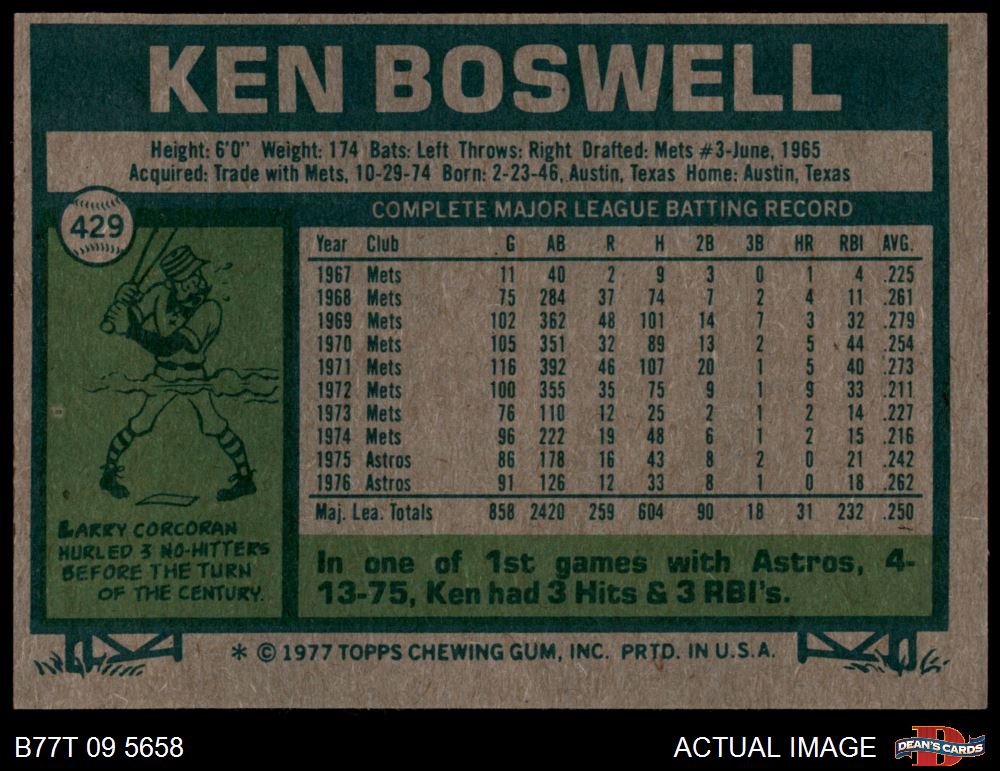 KEN BOSWELL
Height: 6'0" Weight: 174 Bats: Left Throws: Right Drafted: Mets #3-June, 1965
Acquired: Trade with Mets, 10-29-74 Born: 2-23-46, Austin, Texas Home: Austin, Texas
429
COMPLETE MAJOR LEAGUE BATTING RECORD
Year Club G AB R H 2B 3B HR RBI AVG.
1967 Mets 11 40 2 9 3 0 1 4 .225
1968 Mets 75 284 37 74 7 2 4 11 .261
1969 Mets 102 362 48 101 14 7 3 32 .279
1970 Mets 105 351 32 89 13 2 5 44 .254
1971 Mets 116 392 46 107 20 1 5 40 .273
1972 Mets 100 355 35 75 9 1 9 33 .211
1973 Mets 76 110 12 25 2 1 2 14 .227
1974 Mets 96 222 19 48 6 1 2 15 .216
1975 Astros 86 178 16 43 8 2 0 21 .242
1976 Astros 91 126 12 33 8 1 0 18 .262
Maj. Lea. Totals 858 2420 259 604 90 18 31 232 .250
LARRY CORCORAN
HURLED 3 NO-HITTERS
BEFORE THE TURN
OF THE CENTURY.
In one of 1st games with Astros, 4-
13-75, Ken had 3 Hits & 3 RBI's.
* © 1977 TOPPS CHEWING GUM, INC. PRTD. IN U.S.A.
B77T 09 5658
ACTUAL IMAGE
DEAN'S CARDS